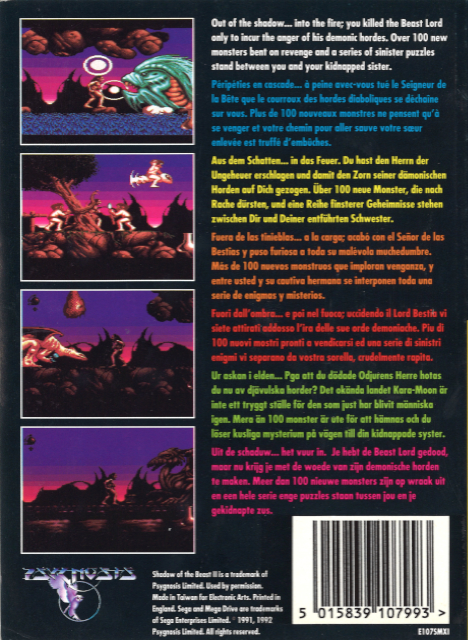 Out of the shadow... into the fire; you killed the Beast Lord
only to incur the anger of his demonic hordes. Over 100 new
monsters bent on revenge and a series of sinister puzzles
stand between you and your kidnapped sister.
Péripéties en cascade... à peine avez-vous tué le Seigneur de
la Bête que le courroux des hordes diaboliques se déchaine
sur vous. Plus de 100 nouveaux monstres ne pensent qu'à
se venger et votre chemin pour aller sauve votre sœur
enlevée est truffé d'embûches.
Aus dem Schatten... in das Feuer. Du hast den Herrn der
Ungeheuer erschlagen und damit den Zorn seiner dämonischen
Horden auf Dich gezogen. Über 100 neue Monster, die nach
Rache dürsten, und eine Reihe finsterer Geheimnisse stehen
zwischen Dir und Deiner entführten Schwester.
Fuera de las tinieblas... a la carga; acabó con el Señor de las
Bestias y puso furiosa a toda su malévola muchedumbre.
Más de 100 nuevos monstruos que imploran venganza, y
entre usted y su cautiva hermana se interponen toda una
serie de enigmas y misterios.
Fuori dall'ombra... e poi nel fuoco; uccidendo il Lord Bestia vi
siete attirati addosso l'ira delle sue orde demoniache. Piu di
100 nuovi mostri pronti a vendicarsi ed una serie di sinistri
enigmi vi separano da vostra sorella, crudelmente rapita.
Ur askan i elden... Pga att du dödade Odjurens Herre hotas
du nu av djävulska horder? Det okända landet Kara-Moon är
inte ett tryggt ställe för den som just har blivit människa
igen. Mera än 100 monster är ute för att hämnas och du
löser kusliga mysterium på vägen till din kidnappade syster.
Uit de schaduw... het vuur in. Je hebt de Beast Lord gedood,
maar nu krijg je met de woede van zijn demonische horden
te maken. Meer dan 100 nieuwe monsters zijn op wraak uit
en een hele serie enge puzzles staan tussen jou en je
gekidnapte zus.
PSYGNOSIS
Shadow of the Beast II is a trademark of
Psygnosis Limited. Used by permission.
Made in Taiwan for Electronic Arts. Printed in
England. Sega and Mega Drive are trademarks
of Sega Enterprises Limited. © 1991, 1992
Psygnosis Limited. All rights reserved.
5 015839 107993 >
E107SMXI